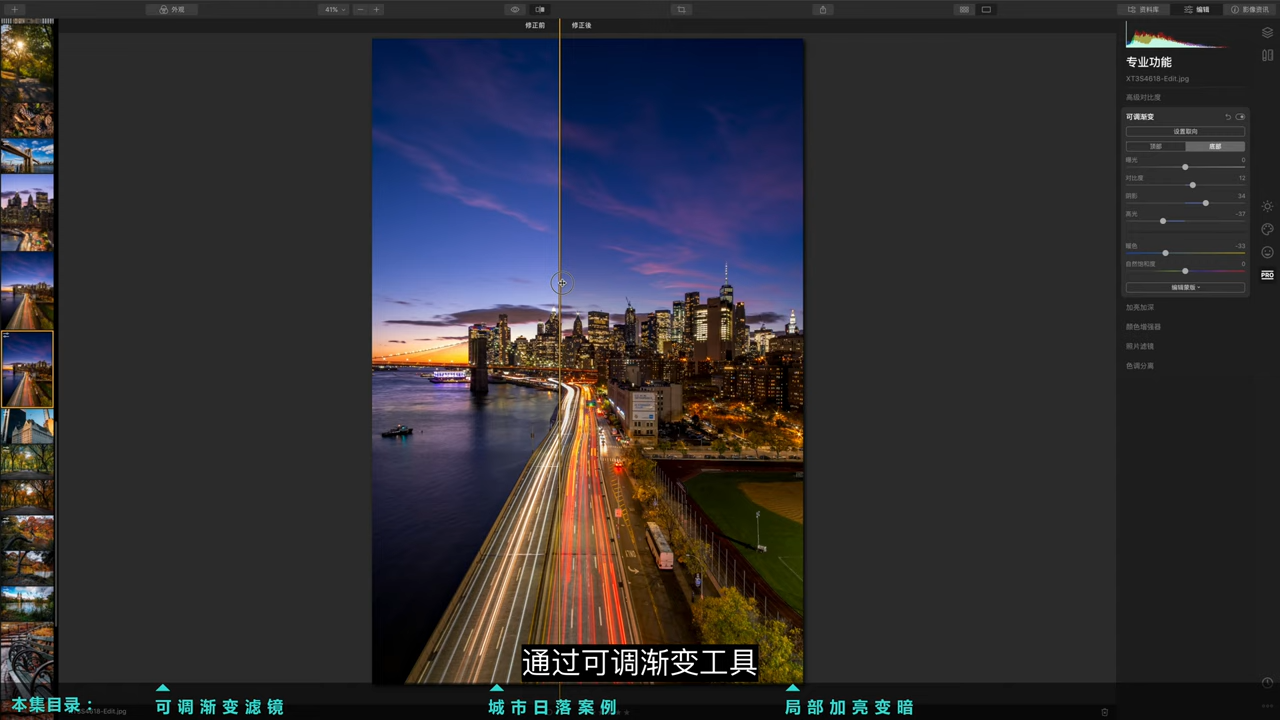 外观
41%
资料库
编辑
影像资讯
修正前
修正後
专业功能
XT3S4618-Edit.jpg
高级对比度
可调渐变
设置取向
顶部
底部
曝光 0
对比度 12
阴影 34
高光 -37
暖色 -33
自然饱和度 0
编辑蒙版
PRO
加亮加深
颜色增强器
照片滤镜
色调分离
通过可调渐变工具
本集目录：
可调渐变滤镜
城市日落案例
局部加亮变暗